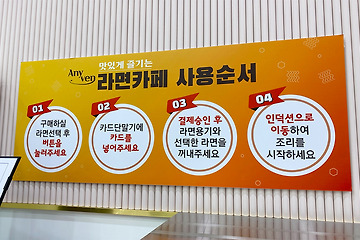 맛있게 즐기는
Any ven 라면카페 사용순서
01
구매하실
라면선택 후
버튼을
눌러주세요
02
카드단말기에
카드를
넣어주세요
03
결제승인 후
라면용기와
선택한 라면을
꺼내주세요
04
인덕션으로
이동하여
조리를
시작하세요